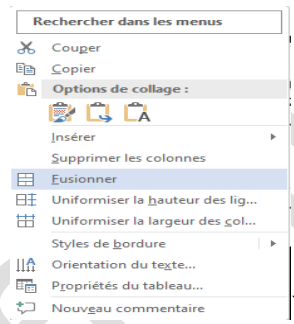 Rechercher dans les menus
Couper
Copier
Options de collage :
A
Insérer
Supprimer les colonnes
Fusionner
Uniformiser la hauteur des lig...
Uniformiser la largeur des col...
Styles de bordure
Orientation du texte...
Propriétés du tableau...
Nouveau commentaire